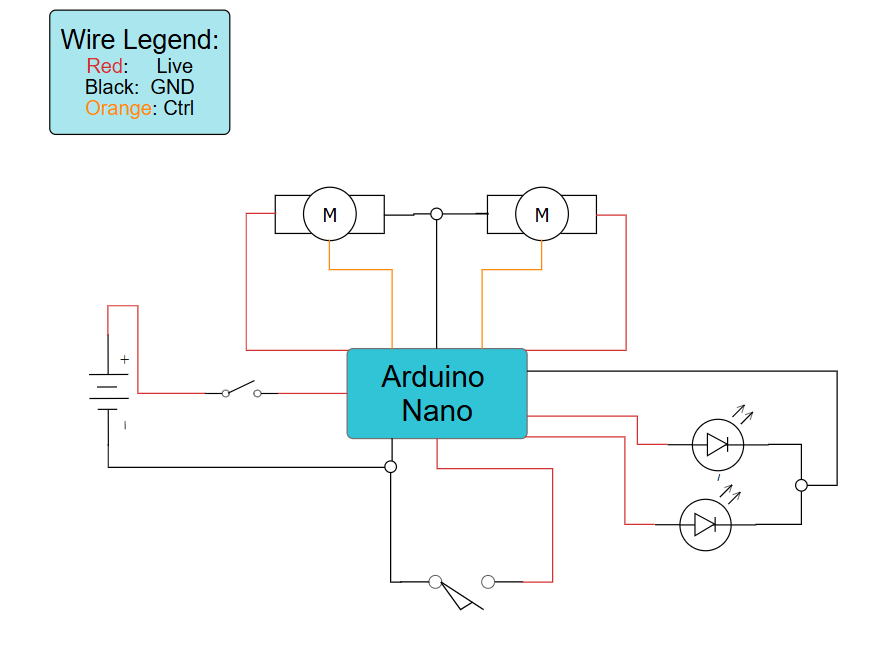 Wire Legend:
Red: Live
Black: GND
Orange: Ctrl
M
M
+
Arduino
Nano